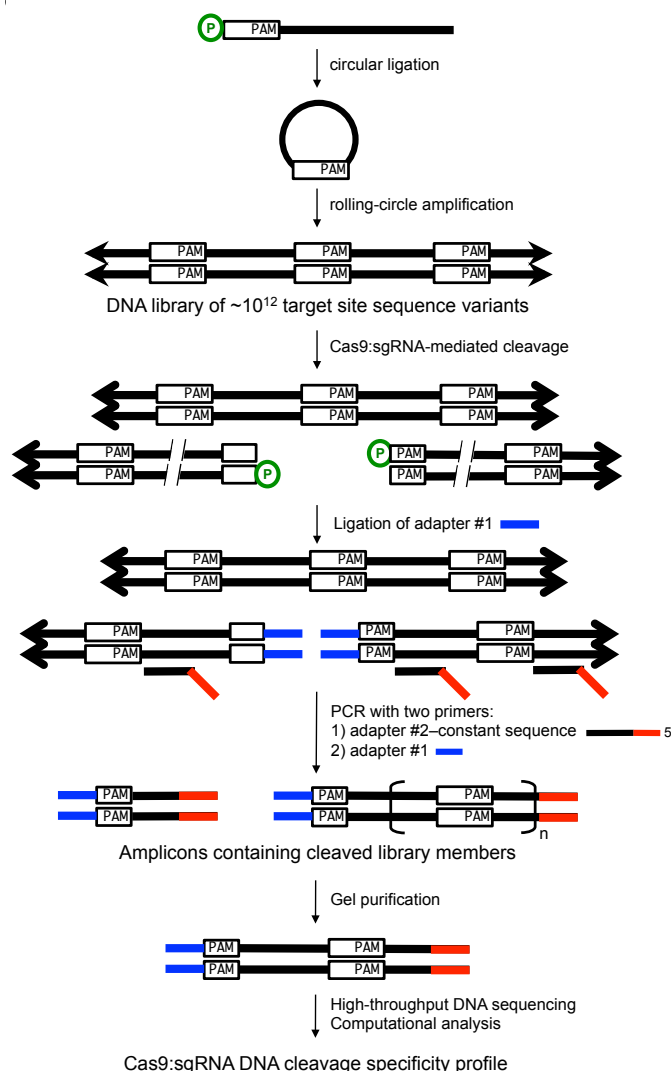 P PAM
circular ligation
PAM
rolling-circle amplification
PAM PAM PAM
PAM PAM PAM
DNA library of ~10¹² target site sequence variants
Cas9:sgRNA-mediated cleavage
PAM PAM PAM
PAM PAM PAM
PAM P PAM PAM
PAM P PAM PAM
Ligation of adapter #1
PAM PAM PAM
PAM PAM PAM
PAM PAM PAM
PAM PAM PAM
PCR with two primers:
1) adapter #2–constant sequence 5
2) adapter #1
PAM PAM PAM
PAM PAM PAM
n
Amplicons containing cleaved library members
Gel purification
PAM PAM
PAM PAM
High-throughput DNA sequencing
Computational analysis
Cas9:sgRNA DNA cleavage specificity profile